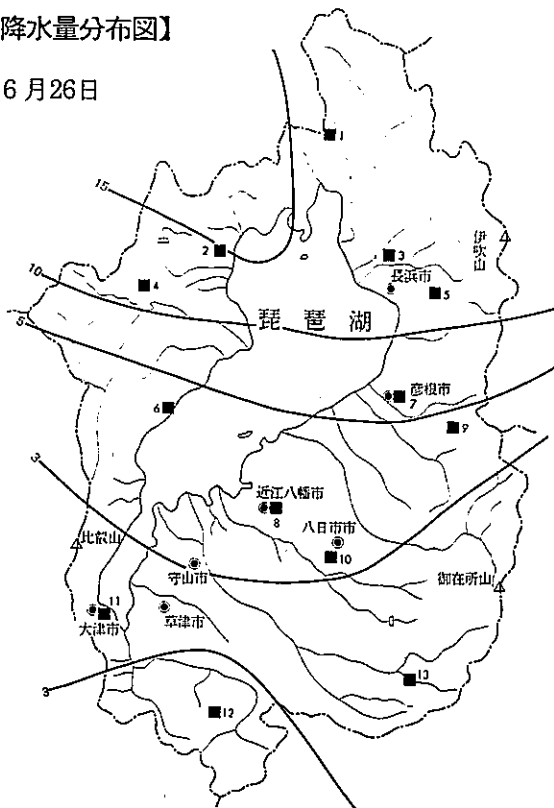 降水量分布図】
6月26日
1
15
2
3
伊吹山
長浜市
10
4
5
琵琶湖
5
彦根市
6
7
9
3
近江八幡市
8
八日市市
10
比叡山
守山市
御在所山
11
大津市
草津市
3
13
12